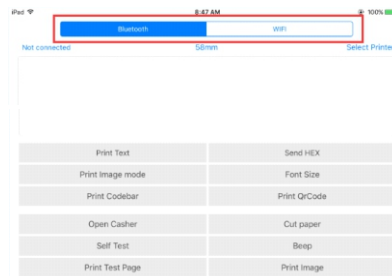 iPad 8:47 AM 100%
Bluetooth WIFI
Not connected 58mm Select Printer
Print Text Send HEX
Print Image mode Font Size
Print Codebar Print QrCode
Open Casher Cut paper
Self Test Beep
Print Test Page Print Image